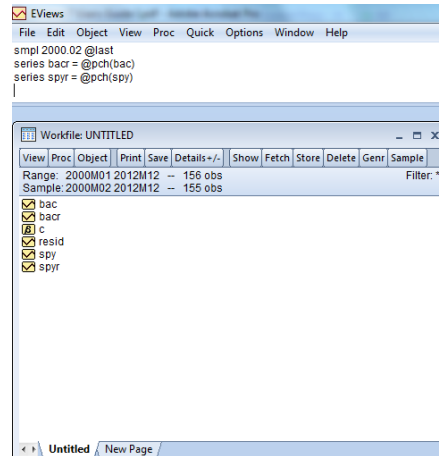 EViews
File Edit Object View Proc Quick Options Window Help
smpl 2000.02 @last
series bacr = @pch(bac)
series spyr = @pch(spy)
Workfile: UNTITLED
View Proc Object Print Save Details+/- Show Fetch Store Delete Genr Sample
Range: 2000M01 2012M12 -- 156 obs Filter: *
Sample: 2000M02 2012M12 -- 155 obs
bac
bacr
β c
resid
spy
spyr
Untitled New Page